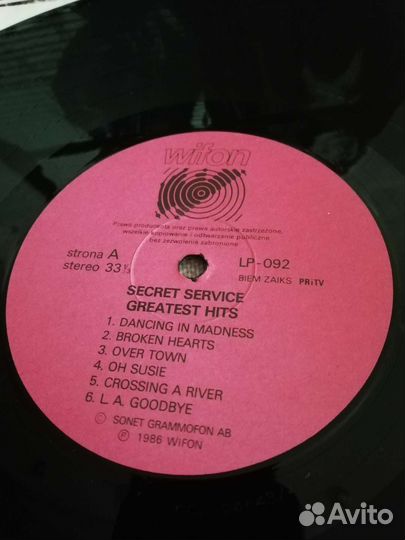 wifon
Prawa producenta oraz prawa autorskie zastrzeżone,
wszelkie kopiowanie i odtwarzanie publiczne
bez zezwolenia zabronione
strona A
stereo 33⅓
LP-092
BIEM ZAIKS PRiTV
SECRET SERVICE
GREATEST HITS
1. DANCING IN MADNESS
2. BROKEN HEARTS
3. OVER TOWN
4. OH SUSIE
5. CROSSING A RIVER
6. L. A. GOODBYE
© SONET GRAMMOFON AB
℗ 1986 WIFON
Avito